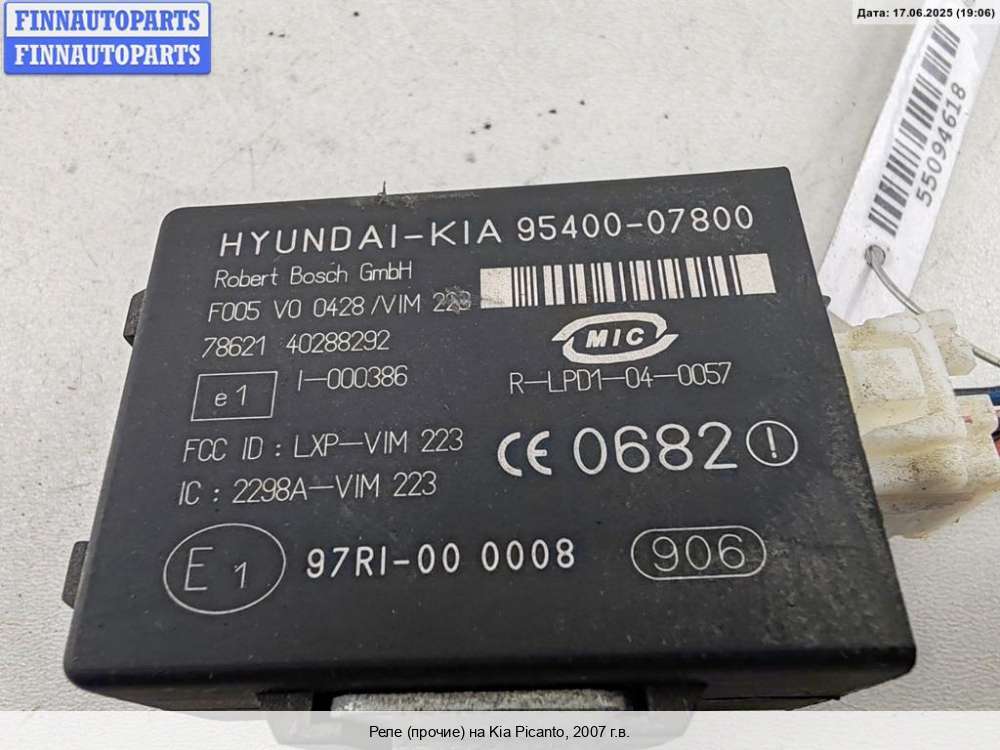 FINNAUTOPARTS
FINNAUTOPARTS
Дата: 17.06.2025 (19:06)
55094618
HYUNDAI-KIA 95400-07800
Robert Bosch GmbH
F005 V0 0428/VIM 223
78621 40288292
MIC
e1
I-000386
R-LPD1-04-0057
FCC ID : LXP-VIM 223
CE 0682
IC : 2298A-VIM 223
E1
97RI-00 0008
906
Реле (прочие) на Kia Picanto, 2007 г.в.